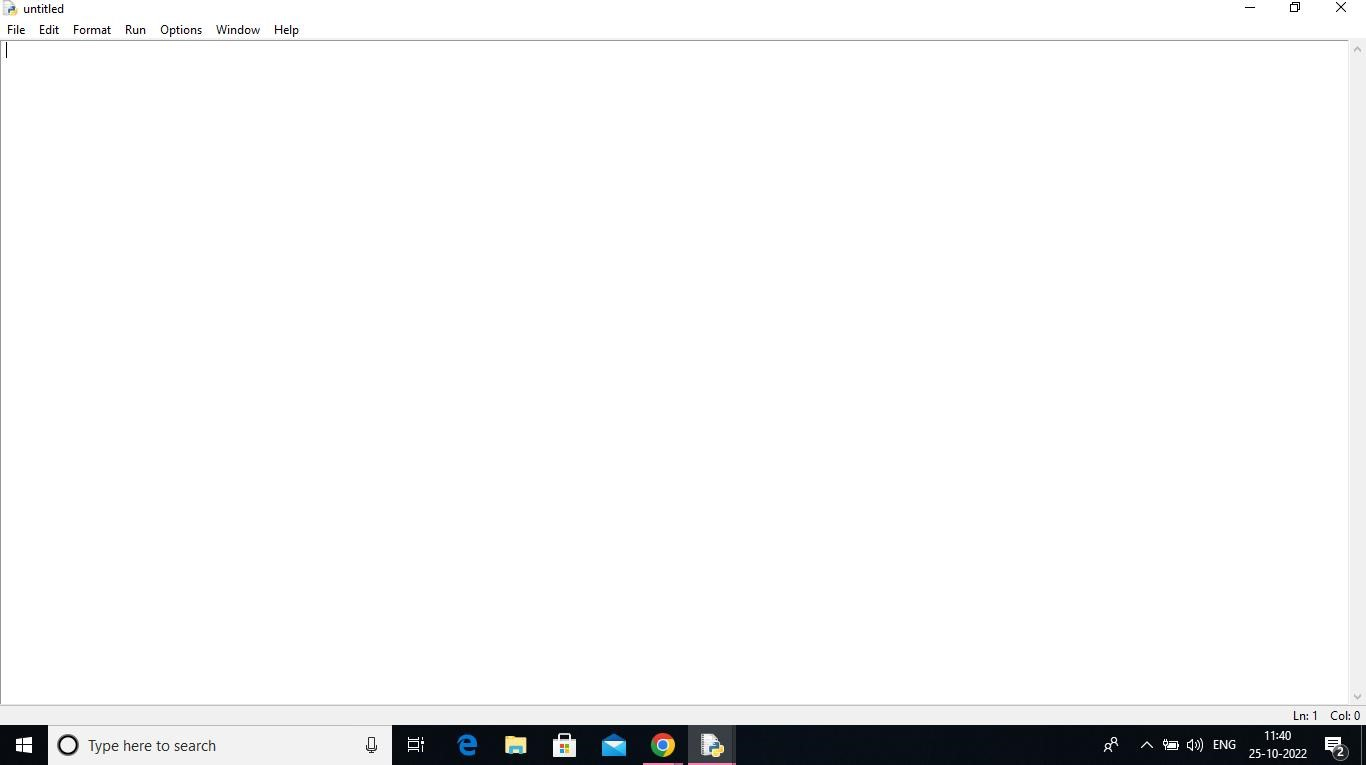 untitled
File Edit Format Run Options Window Help
Ln: 1 Col: 0
Type here to search
ENG
11:40
25-10-2022
2